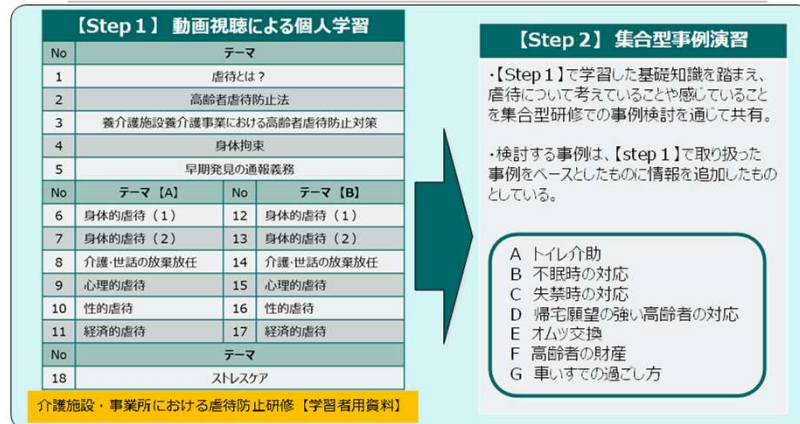 【Step１】 動画視聴による個人学習
No テーマ
1 虐待とは？
2 高齢者虐待防止法
3 養介護施設養介護事業における高齢者虐待防止対策
4 身体拘束
5 早期発見の通報義務
No テーマ【A】 No テーマ【B】
6 身体的虐待（1） 12 身体的虐待（1）
7 身体的虐待（2） 13 身体的虐待（2）
8 介護・世話の放棄放任 14 介護・世話の放棄放任
9 心理的虐待 15 心理的虐待
10 性的虐待 16 性的虐待
11 経済的虐待 17 経済的虐待
No テーマ
18 ストレスケア
介護施設・事業所における虐待防止研修【学習者用資料】
【Step２】 集合型事例演習
・【Step１】で学習した基礎知識を踏まえ、
虐待について考えていることや感じていること
を集合型研修での事例検討を通じて共有。
・検討する事例は、【step１】で取り扱った
事例をベースとしたものに情報を追加したもの
としている。
A トイレ介助
B 不眠時の対応
C 失禁時の対応
D 帰宅願望の強い高齢者の対応
E オムツ交換
F 高齢者の財産
G 車いすでの過ごし方